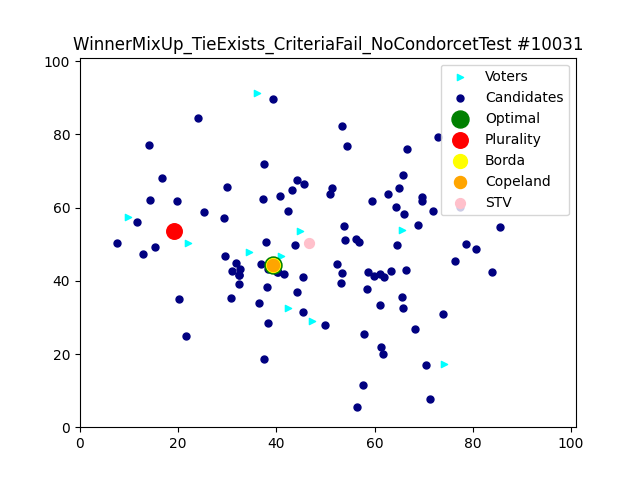 WinnerMixUp_TieExists_CriteriaFail_NoCondorcetTest #10031
Voters
Candidates
Optimal
Plurality
Borda
Copeland
STV
100
80
60
40
20
0
0 20 40 60 80 100